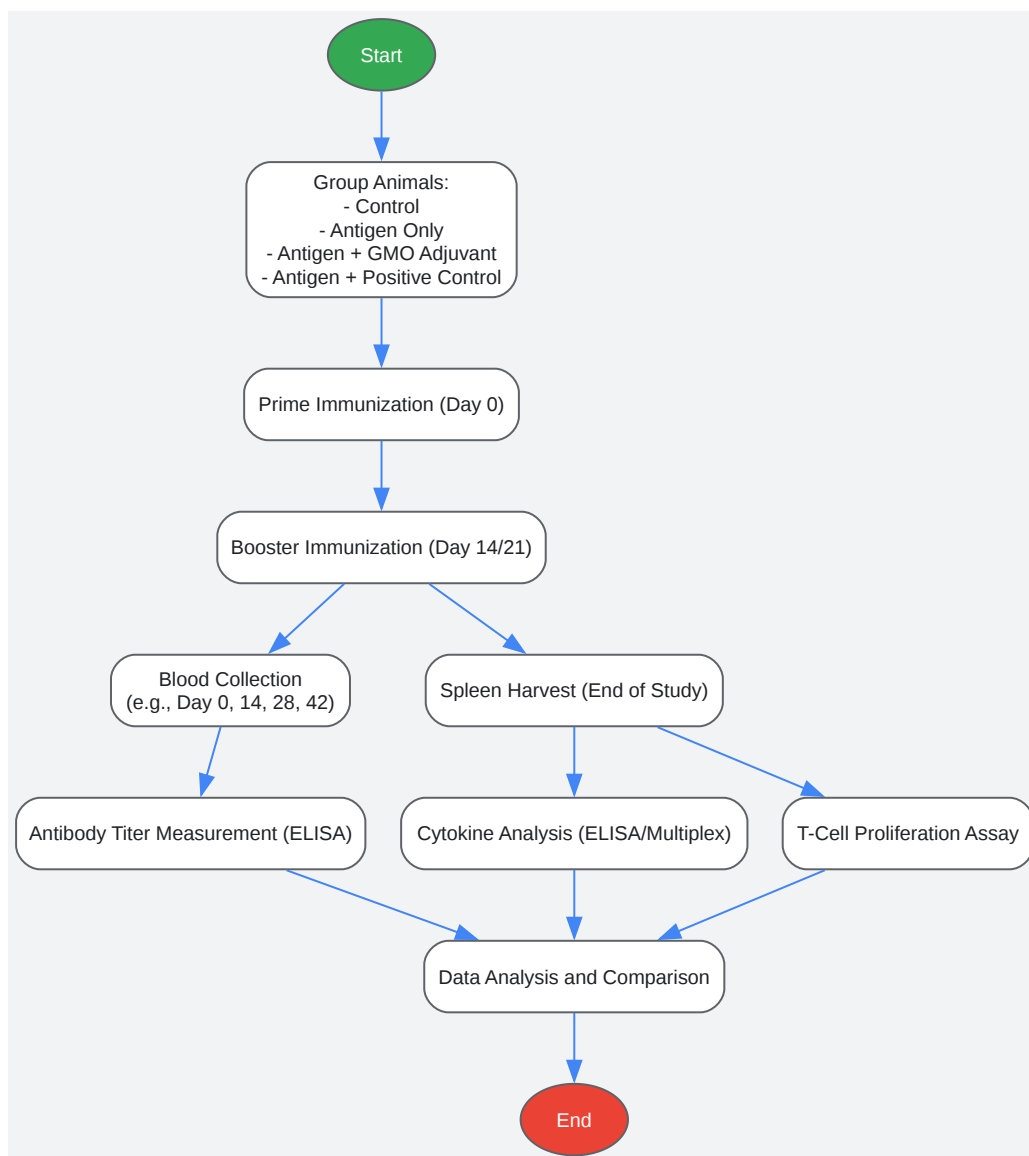 Start
Group Animals:
- Control
- Antigen Only
- Antigen + GMO Adjuvant
- Antigen + Positive Control
Prime Immunization (Day 0)
Booster Immunization (Day 14/21)
Blood Collection
(e.g., Day 0, 14, 28, 42)
Spleen Harvest (End of Study)
Antibody Titer Measurement (ELISA)
Cytokine Analysis (ELISA/Multiplex)
T-Cell Proliferation Assay
Data Analysis and Comparison
End